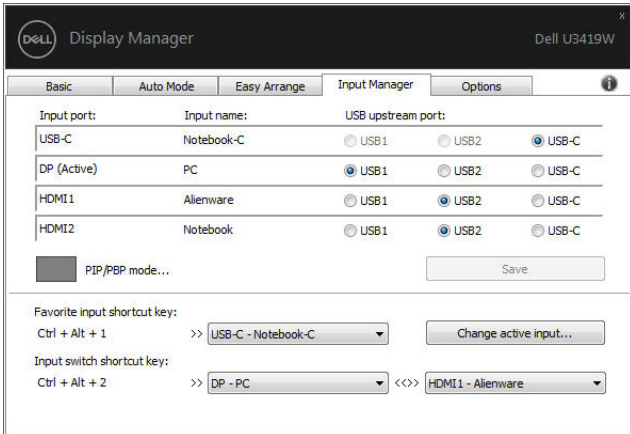 x
DELL Display Manager Dell U3419W
Basic Auto Mode Easy Arrange Input Manager Options i
Input port: Input name: USB upstream port:
USB-C Notebook-C USB1 USB2 USB-C
DP (Active) PC USB1 USB2 USB-C
HDMI1 Alienware USB1 USB2 USB-C
HDMI2 Notebook USB1 USB2 USB-C
PIP/PBP mode... Save
Favorite input shortcut key:
Ctrl + Alt + 1 >> USB-C - Notebook-C Change active input...
Input switch shortcut key:
Ctrl + Alt + 2 >> DP - PC <<>> HDMI1 - Alienware